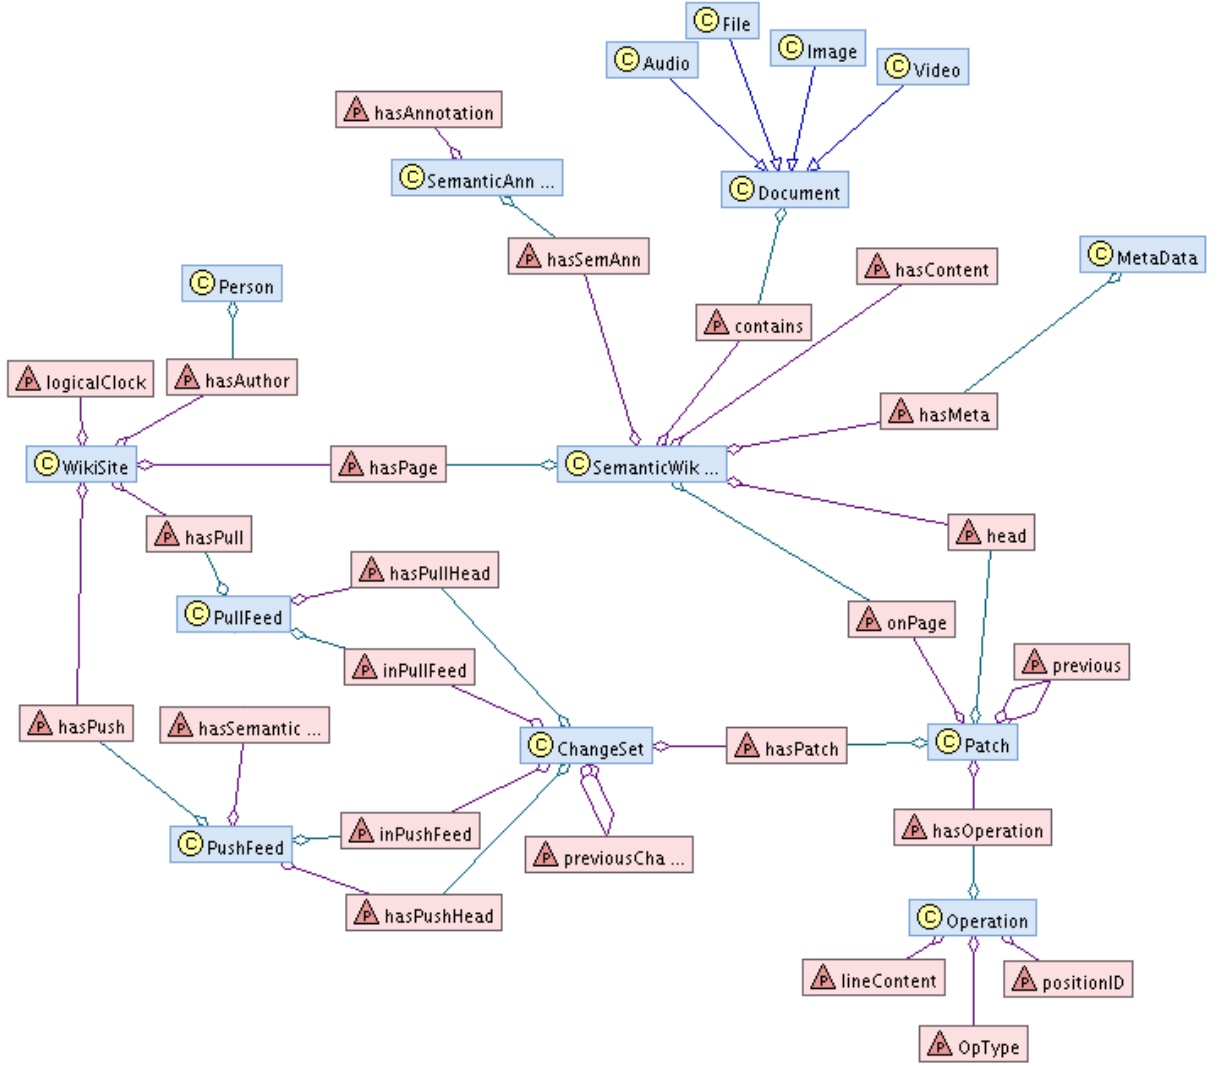 C File
C Audio
C Image
C Video
P hasAnnotation
C SemanticAnn ...
C Document
P hasSemAnn
P hasContent
C MetaData
C Person
P contains
P logicalClock
P hasAuthor
P hasMeta
C WikiSite
P hasPage
C SemanticWik ...
P hasPull
P head
P hasPullHead
C PullFeed
P onPage
P inPullFeed
P previous
P hasPush
P hasSemantic ...
C ChangeSet
P hasPatch
C Patch
C PushFeed
P inPushFeed
P previousCha ...
P hasOperation
P hasPushHead
C Operation
P lineContent
P positionID
P OpType